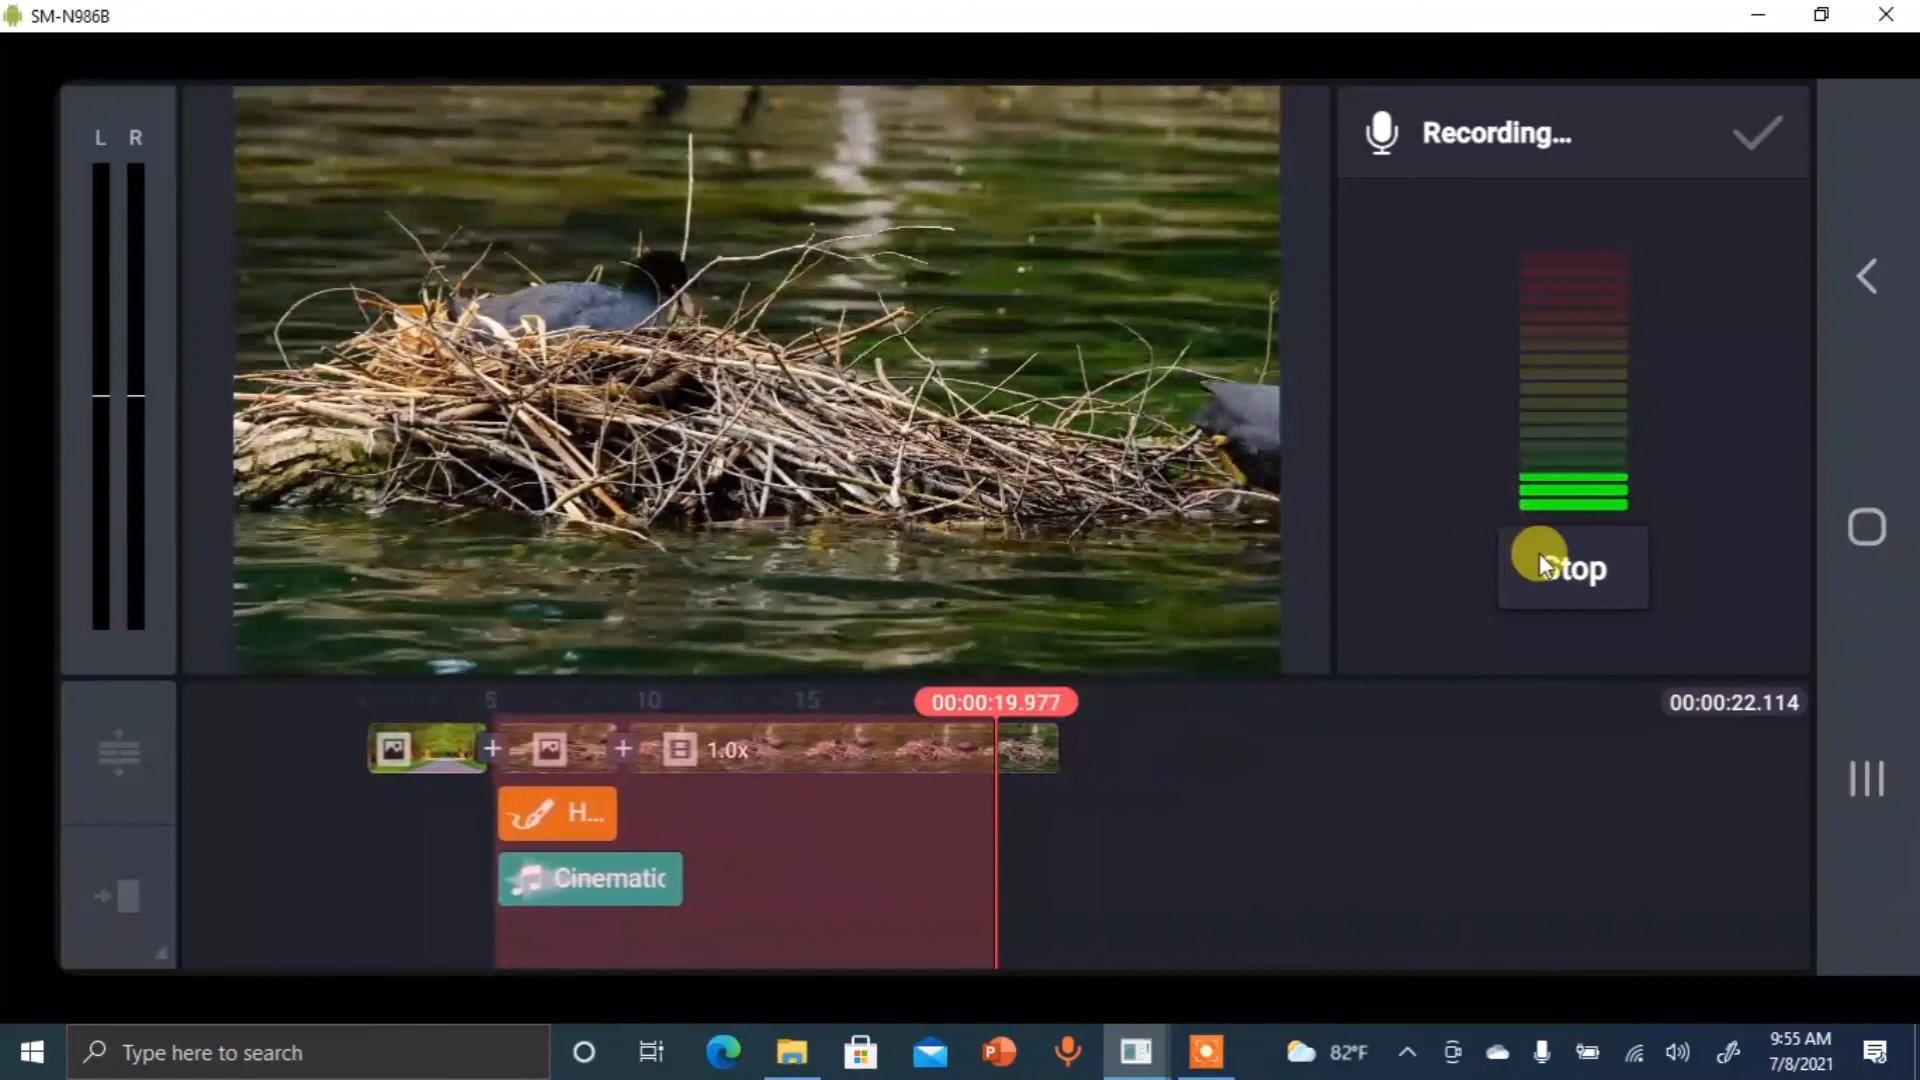 SM-N986B
L R
Recording...
Stop
5 10 15
00:00:19.977
00:00:22.114
1.0x
H...
Cinematic
Type here to search
82°F
9:55 AM
7/8/2021